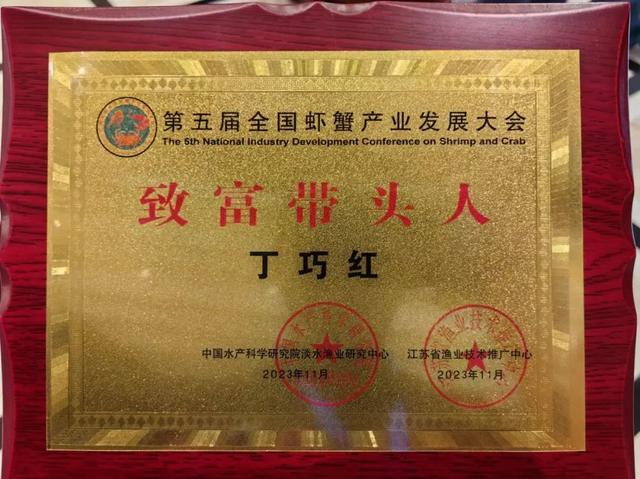 第五届全国虾蟹产业发展大会
The 5th National Industry Development Conference on Shrimp and Crab
致富带头人
丁巧红
中国水产科学研究院淡水渔业研究中心 江苏省渔业技术推广中心
2023年11月 2023年11月